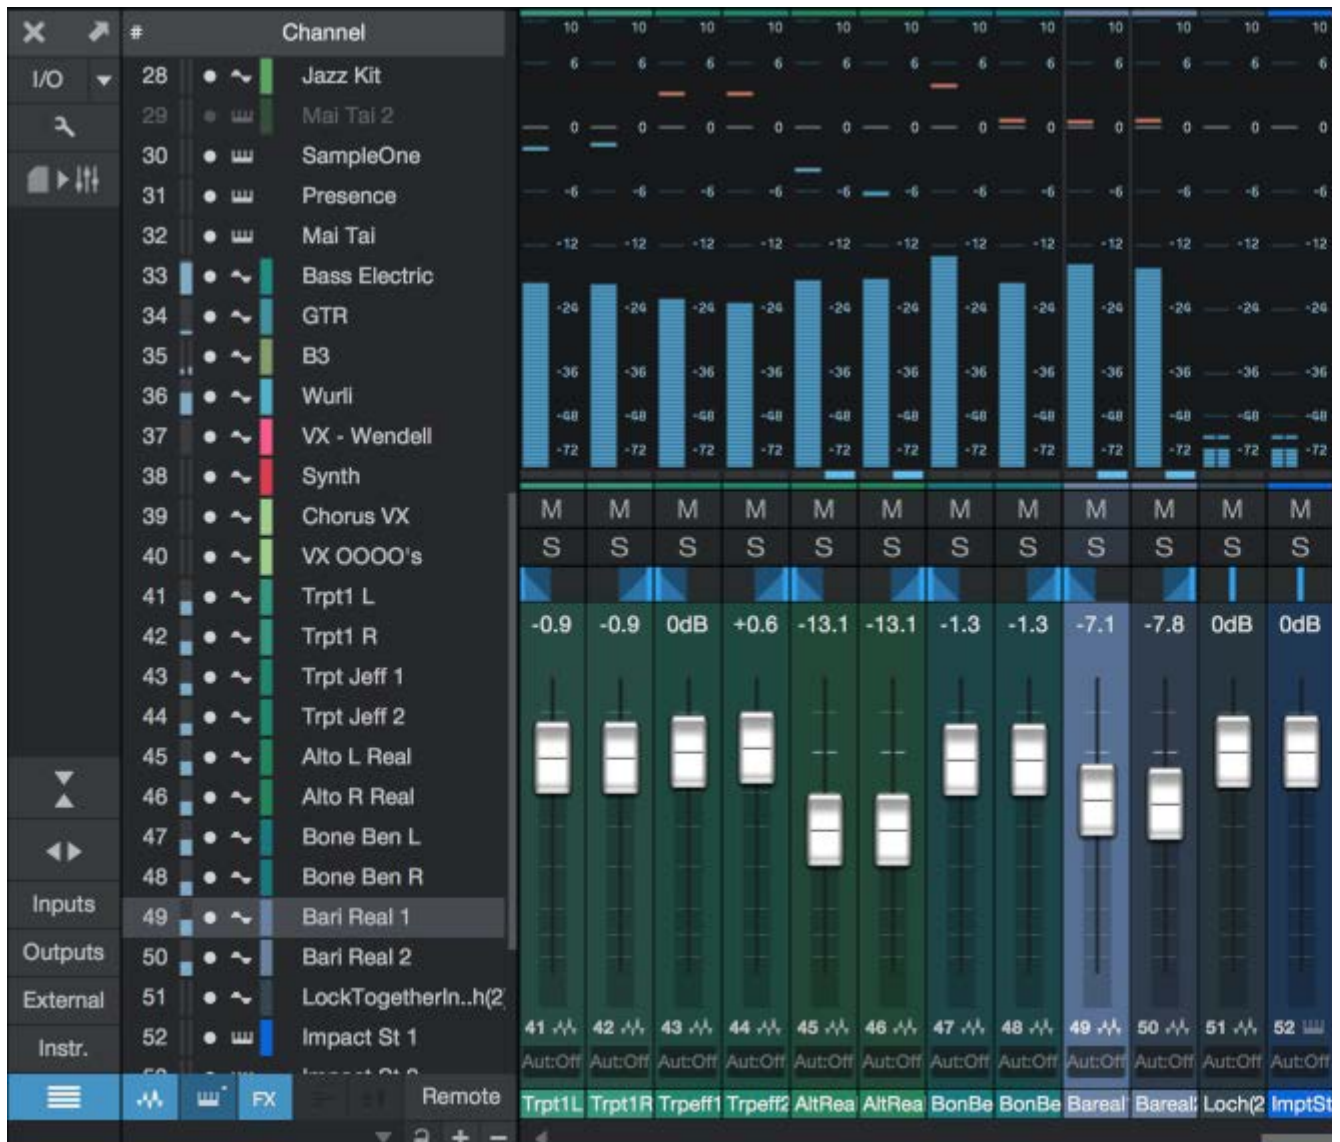 # Channel
I/O
28 Jazz Kit
29 Mai Tai 2
30 SampleOne
31 Presence
32 Mai Tai
33 Bass Electric
34 GTR
35 B3
36 Wurli
37 VX - Wendell
38 Synth
39 Chorus VX
40 VX OOOO's
41 Trpt1 L
42 Trpt1 R
43 Trpt Jeff 1
44 Trpt Jeff 2
45 Alto L Real
46 Alto R Real
47 Bone Ben L
48 Bone Ben R
49 Bari Real 1
50 Bari Real 2
51 LockTogetherIn..h(2
52 Impact St 1
Inputs
Outputs
External
Instr.
FX
Remote
10 10 10 10 10 10 10 10 10 10 10 10
6 6 6 6 6 6 6 6 6 6 6 6
0 0 0 0 0 0 0 0 0 0 0 0
-6 -6 -6 -6 -6 -6 -6 -6 -6 -6 -6 -6
-12 -12 -12 -12 -12 -12 -12 -12 -12 -12 -12 -12
-24 -24 -24 -24 -24 -24 -24 -24 -24 -24 -24 -24
-36 -36 -36 -36 -36 -36 -36 -36 -36 -36 -36 -36
-48 -48 -48 -48 -48 -48 -48 -48 -48 -48 -48 -48
-72 -72 -72 -72 -72 -72 -72 -72 -72 -72 -72 -72
M M M M M M M M M M M M
S S S S S S S S S S S S
-0.9 -0.9 0dB +0.6 -13.1 -13.1 -1.3 -1.3 -7.1 -7.8 0dB 0dB
41 42 43 44 45 46 47 48 49 50 51 52
Aut:Off Aut:Off Aut:Off Aut:Off Aut:Off Aut:Off Aut:Off Aut:Off Aut:Off Aut:Off Aut:Off Aut:Off
Trpt1L Trpt1R Trpeff1 Trpeff2 AltRea AltRea BonBe BonBe Bareal Bareal Loch(2 ImptSt